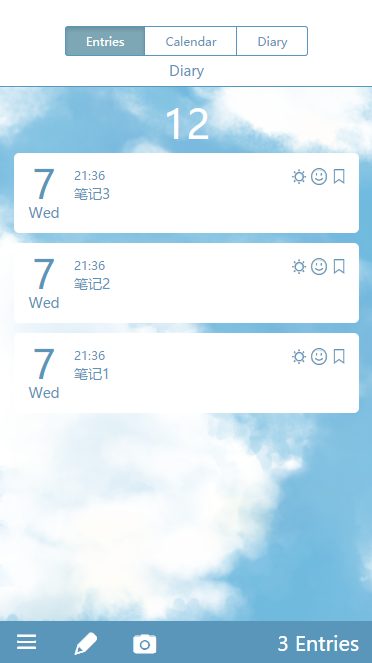 Entries Calendar Diary
Diary
12
7
Wed
21:36
笔记3
7
Wed
21:36
笔记2
7
Wed
21:36
笔记1
3 Entries